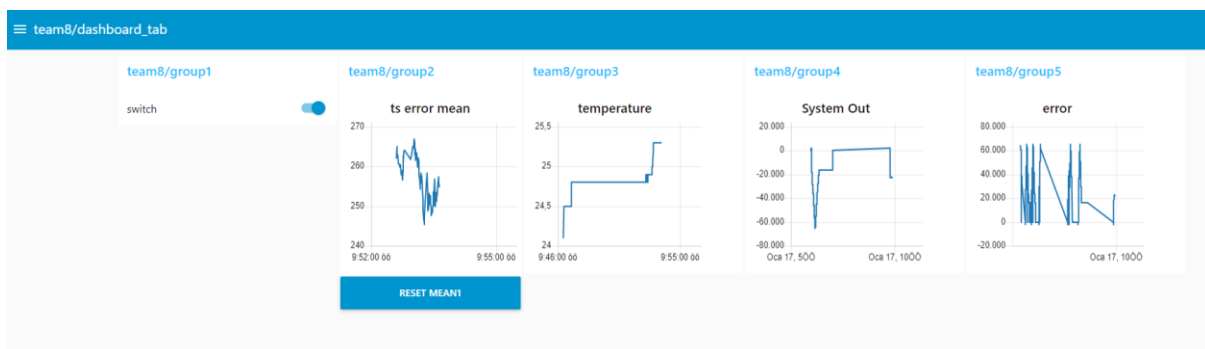 team8/dashboard_tab
team8/group1
switch
team8/group2
ts error mean
270
260
250
240
9:52:00 öö
9:55:00 öö
RESET MEAN1
team8/group3
temperature
25,5
25
24,5
24
9:46:00 öö
9:55:00 öö
team8/group4
System Out
20.000
0
-20.000
-40.000
-60.000
-80.000
Oca 17, 5ÖÖ
Oca 17, 10ÖÖ
team8/group5
error
80.000
60.000
40.000
20.000
0
-20.000
Oca 17, 10ÖÖ